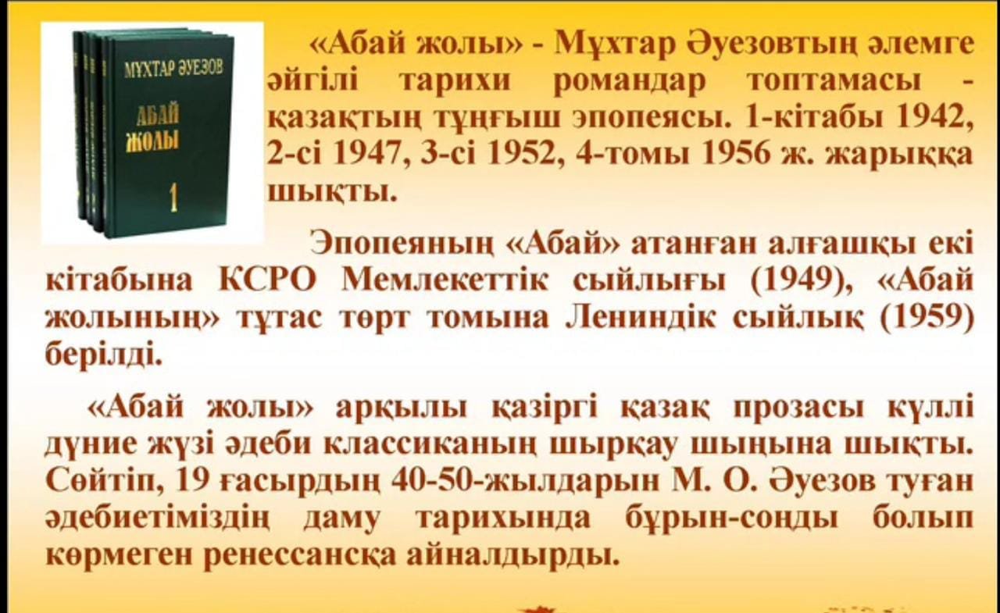 МҰХТАР ӘУЕЗОВ
АБАЙ
ЖОЛЫ
1
«Абай жолы» - Мұхтар Әуезовтың әлемге
әйгілі тарихи романдар топтамасы -
қазақтың тұңғыш эпопеясы. 1-кітабы 1942,
2-сі 1947, 3-сі 1952, 4-томы 1956 ж. жарыққа
шықты.
Эпопеяның «Абай» атанған алғашқы екі
кітабына КСРО Мемлекеттік сыйлығы (1949), «Абай
жолының» тұтас төрт томына Лениндік сыйлық (1959)
берілді.
«Абай жолы» арқылы қазіргі қазақ прозасы күллі
дүние жүзі әдеби классиканың шырқау шыңына шықты.
Сөйтіп, 19 ғасырдың 40-50-жылдарын М. О. Әуезов туған
әдебиетіміздің даму тарихында бұрын-соңды болып
көрмеген ренессансқа айналдырды.